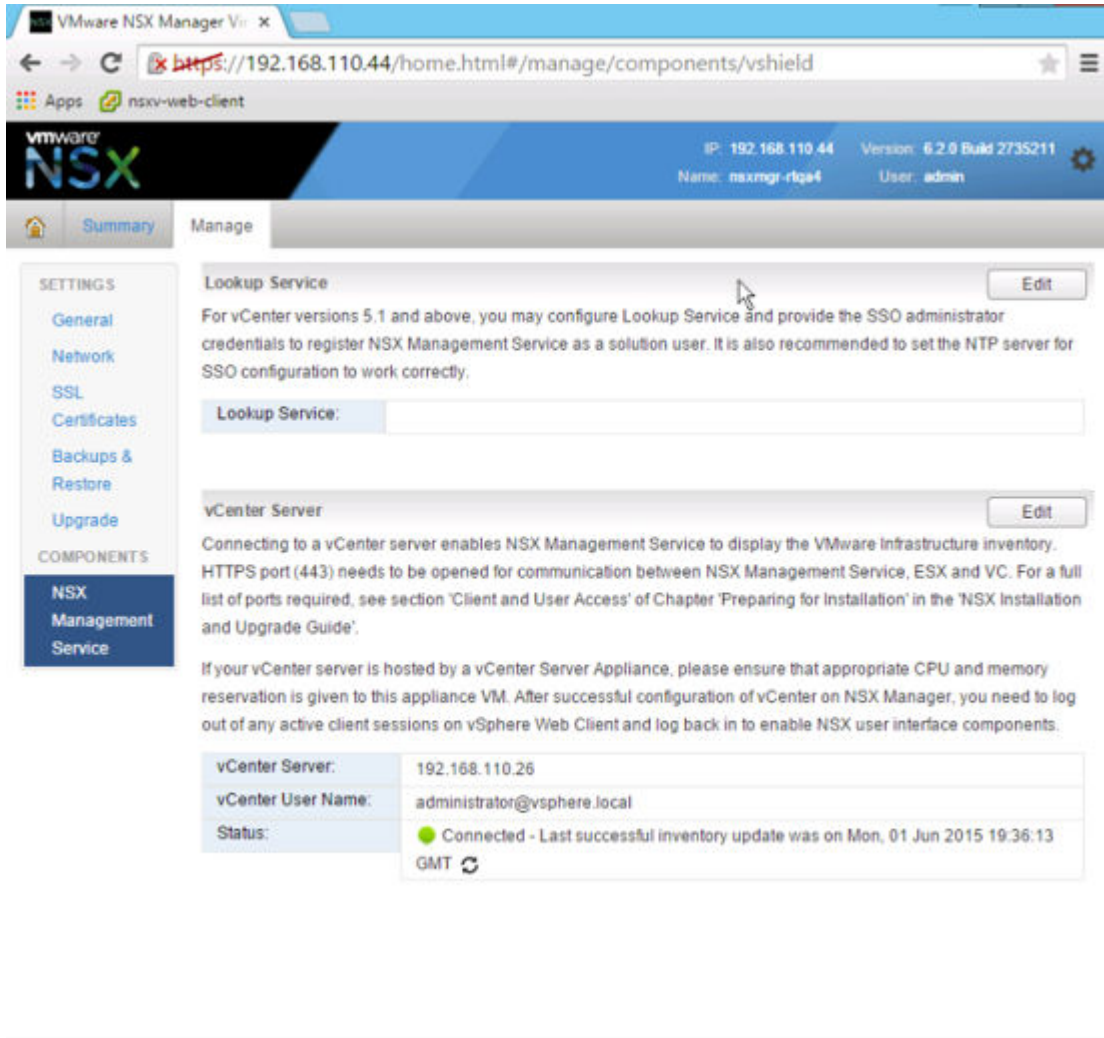 VMware NSX Manager Vir
https://192.168.110.44/home.html#/manage/components/vshield
Apps nsxv-web-client
vmware
NSX
IP: 192.168.110.44 Version: 6.2.0 Build 2735211
Name: nsxmgr-rtqa4 User: admin
Summary Manage
SETTINGS
General
Network
SSL
Certificates
Backups &
Restore
Upgrade
COMPONENTS
NSX
Management
Service
Lookup Service Edit
For vCenter versions 5.1 and above, you may configure Lookup Service and provide the SSO administrator
credentials to register NSX Management Service as a solution user. It is also recommended to set the NTP server for
SSO configuration to work correctly.
Lookup Service:
vCenter Server Edit
Connecting to a vCenter server enables NSX Management Service to display the VMware Infrastructure inventory.
HTTPS port (443) needs to be opened for communication between NSX Management Service, ESX and VC. For a full
list of ports required, see section 'Client and User Access' of Chapter 'Preparing for Installation' in the 'NSX Installation
and Upgrade Guide'.
If your vCenter server is hosted by a vCenter Server Appliance, please ensure that appropriate CPU and memory
reservation is given to this appliance VM. After successful configuration of vCenter on NSX Manager, you need to log
out of any active client sessions on vSphere Web Client and log back in to enable NSX user interface components.
vCenter Server: 192.168.110.26
vCenter User Name: administrator@vsphere.local
Status: Connected - Last successful inventory update was on Mon, 01 Jun 2015 19:36:13
GMT